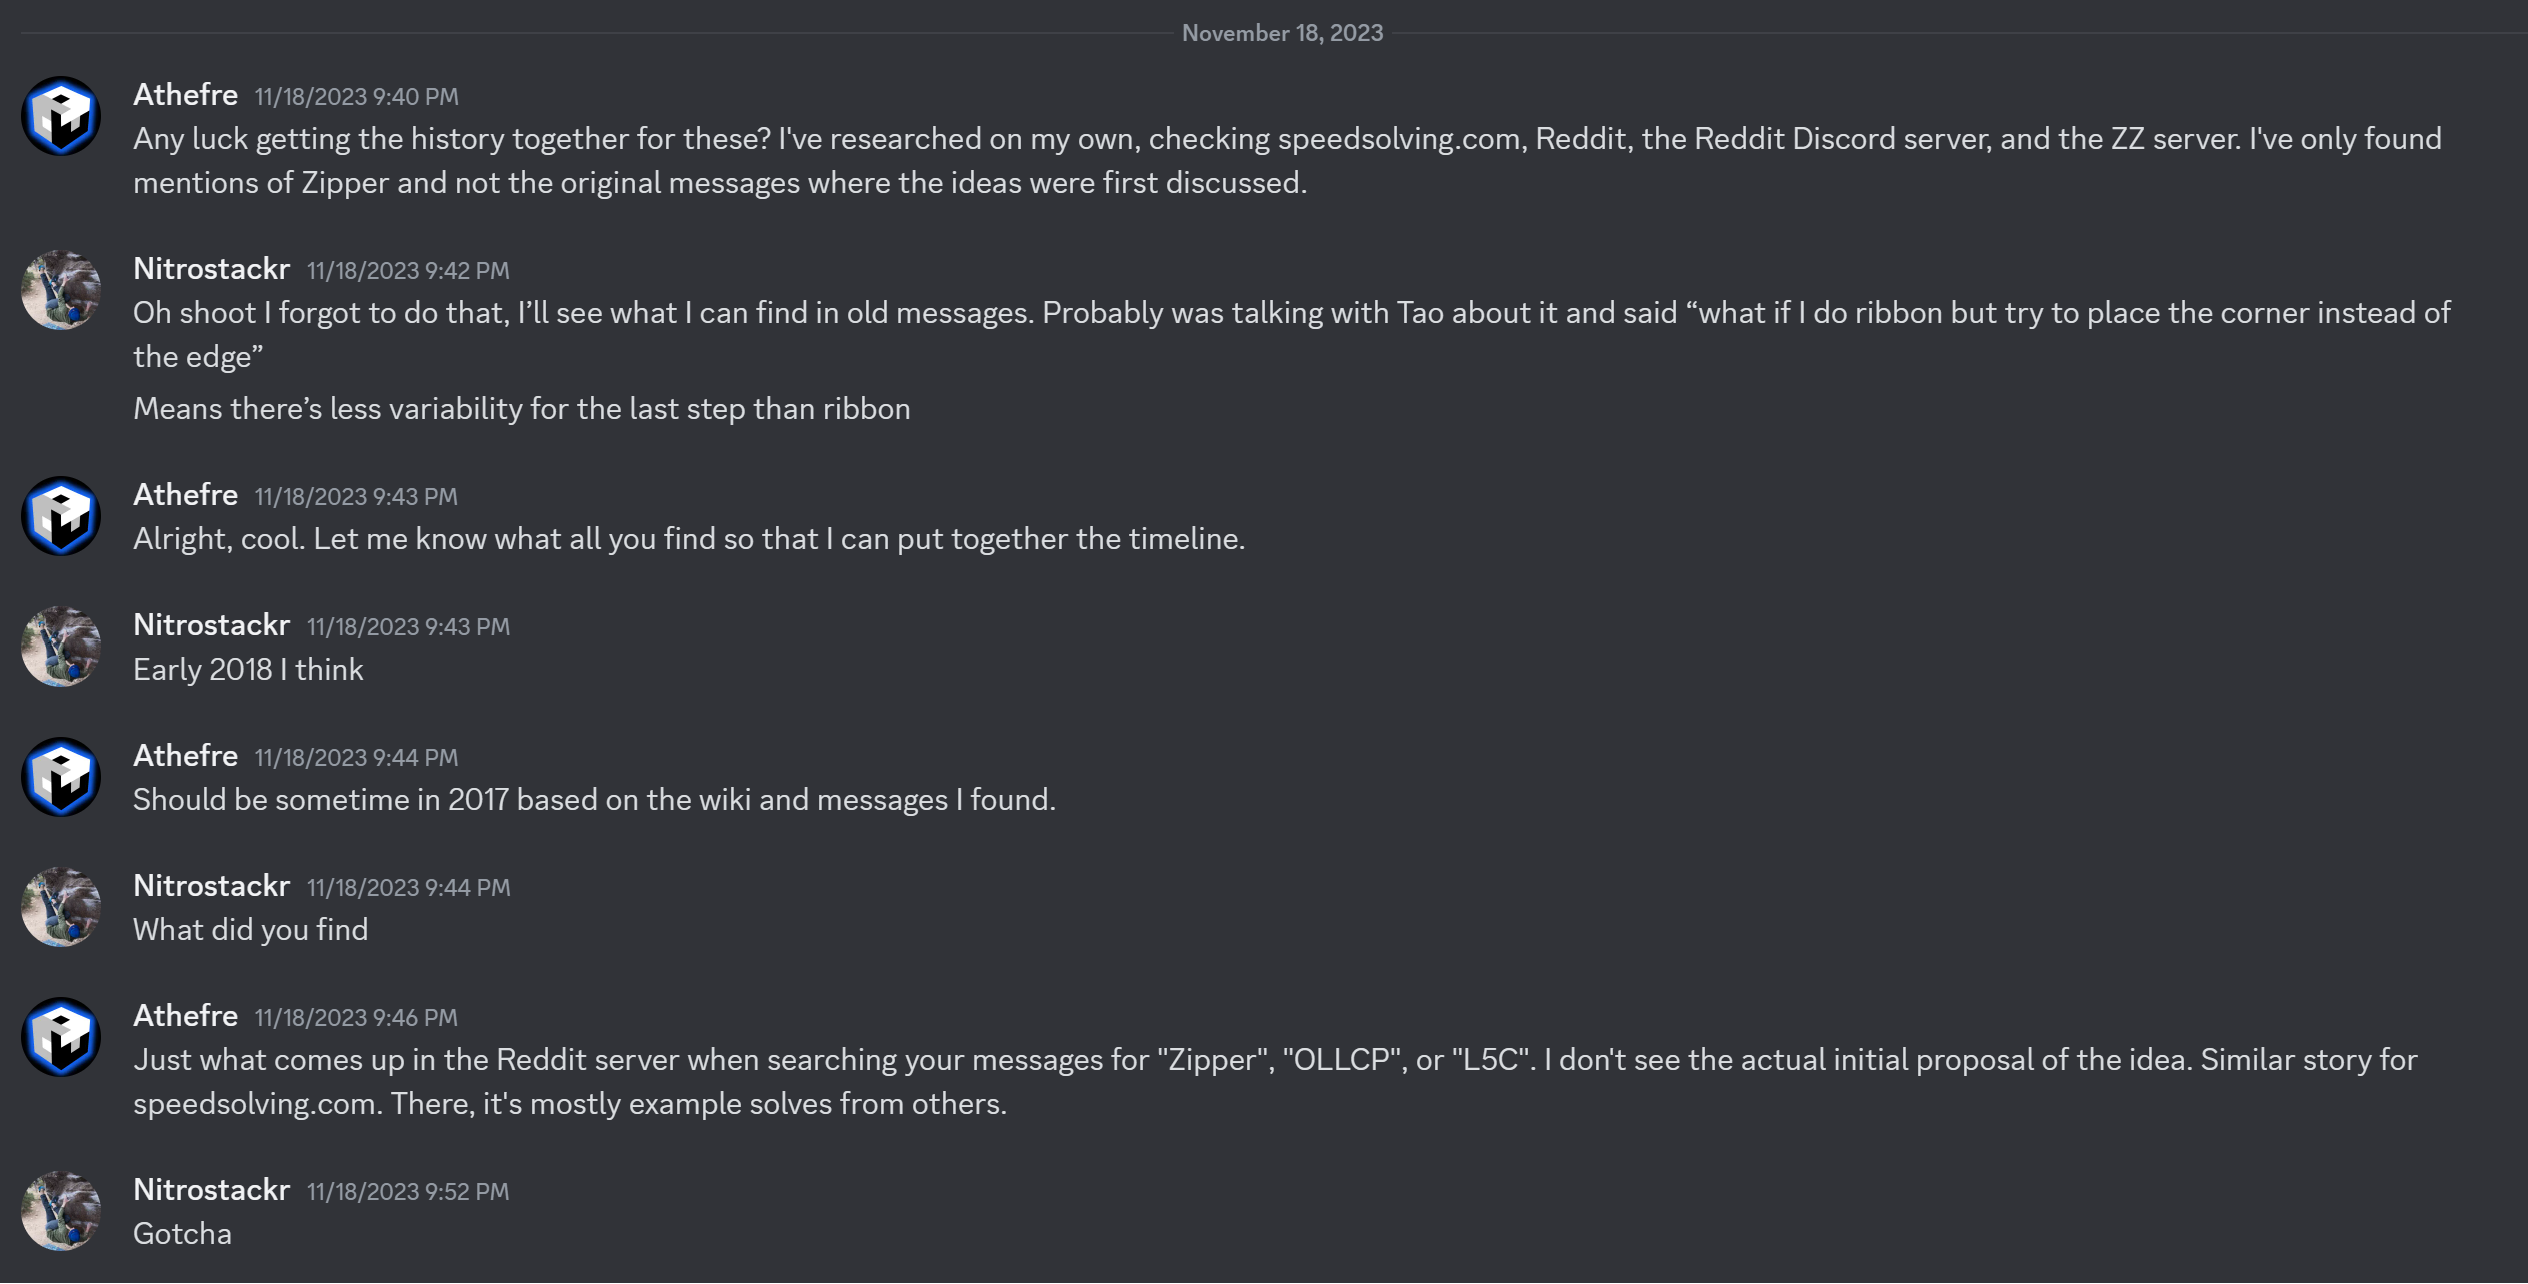 November 18, 2023
Athefre 11/18/2023 9:40 PM
Any luck getting the history together for these? I've researched on my own, checking speedsolving.com, Reddit, the Reddit Discord server, and the ZZ server. I've only found
mentions of Zipper and not the original messages where the ideas were first discussed.
Nitrostackr 11/18/2023 9:42 PM
Oh shoot I forgot to do that, I’ll see what I can find in old messages. Probably was talking with Tao about it and said “what if I do ribbon but try to place the corner instead of
the edge”
Means there’s less variability for the last step than ribbon
Athefre 11/18/2023 9:43 PM
Alright, cool. Let me know what all you find so that I can put together the timeline.
Nitrostackr 11/18/2023 9:43 PM
Early 2018 I think
Athefre 11/18/2023 9:44 PM
Should be sometime in 2017 based on the wiki and messages I found.
Nitrostackr 11/18/2023 9:44 PM
What did you find
Athefre 11/18/2023 9:46 PM
Just what comes up in the Reddit server when searching your messages for "Zipper", "OLLCP", or "L5C". I don't see the actual initial proposal of the idea. Similar story for
speedsolving.com. There, it's mostly example solves from others.
Nitrostackr 11/18/2023 9:52 PM
Gotcha